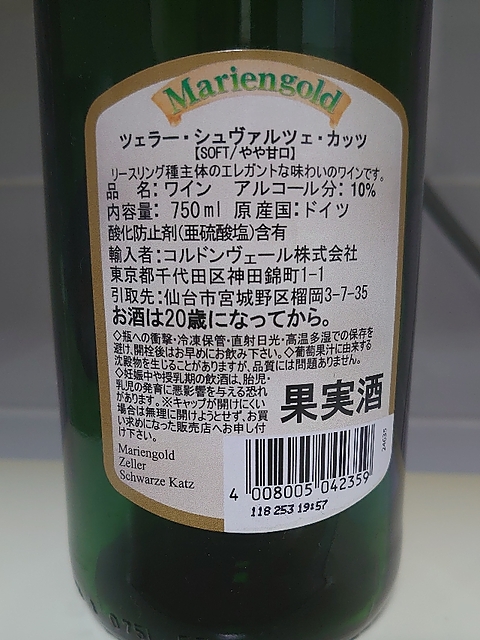 Mariengold
ツェラー・シュヴァルツェ・カッツ
【SOFT/やや甘口】
リースリング種主体のエレガントな味わいのワインです。
品 名:ワイン アルコール分:10%
内容量: 750ml 原産国:ドイツ
酸化防止剤(亜硫酸塩)含有
輸入者:コルドンヴェール株式会社
東京都千代田区神田錦町1-1
引取先:仙台市宮城野区榴岡3-7-35
お酒は20歳になってから。
◇瓶への衝撃・冷凍保管・直射日光・高温多湿での保存を
避け、開栓後はお早めにお飲み下さい。◇葡萄果汁に由来する
沈殿物を生じることがありますが、品質には問題ありません。
◇妊娠中や授乳期の飲酒は、胎児・
乳児の発育に悪影響を与える恐れ
があります。※キャップが開けにくい
場合は無理に開けようとせず、お買
い求めになった販売店へお申し付
け下さい。
果実酒
Mariengold
Zeller
Schwarze Katz
24G35
4 008005 042359
118 253 19:57